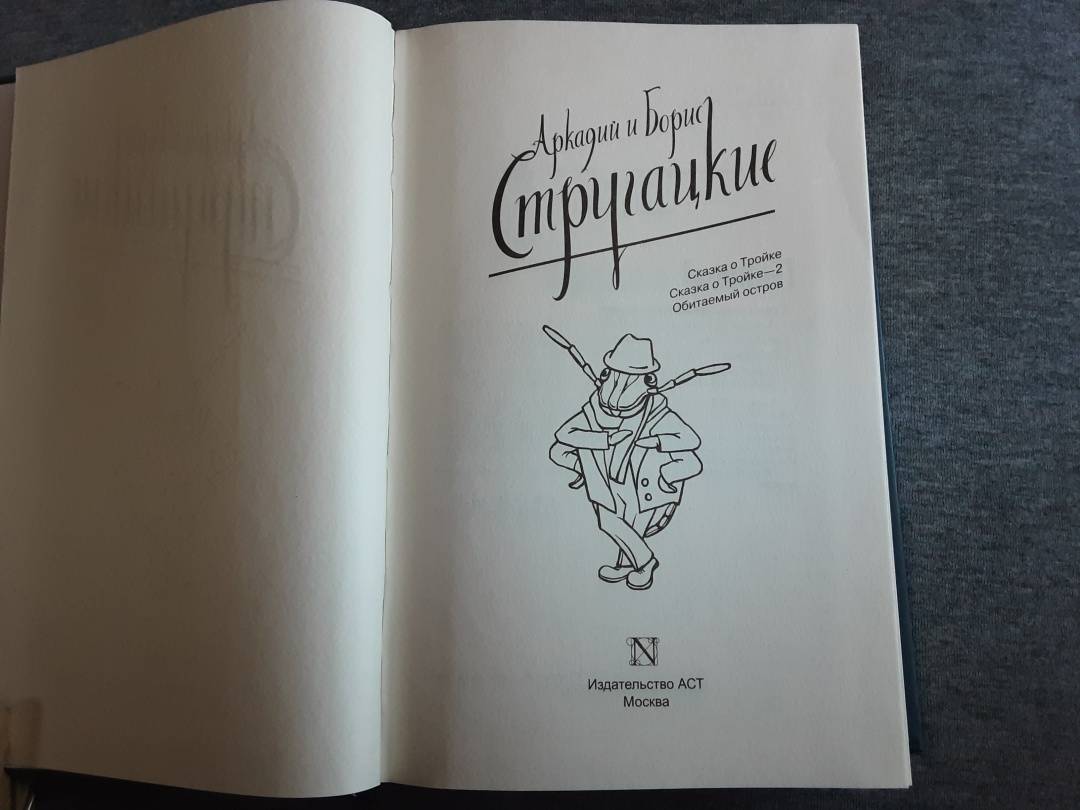 Аркадий и Борис
Стругацкие
Сказка о Тройке
Сказка о Тройке—2
Обитаемый остров
N
Издательство АСТ
Москва